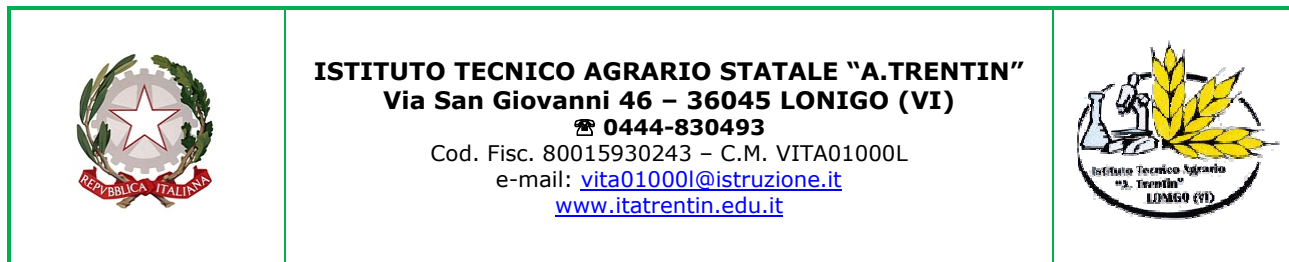 REPVBBLICA ITALIANA
ISTITUTO TECNICO AGRARIO STATALE “A.TRENTIN”
Via San Giovanni 46 – 36045 LONIGO (VI)
☎ 0444-830493
Cod. Fisc. 80015930243 – C.M. VITA01000L
e-mail: vita01000l@istruzione.it
www.itatrentin.edu.it
Istituto Tecnico Agrario
"A. Trentin"
LONIGO (VI)